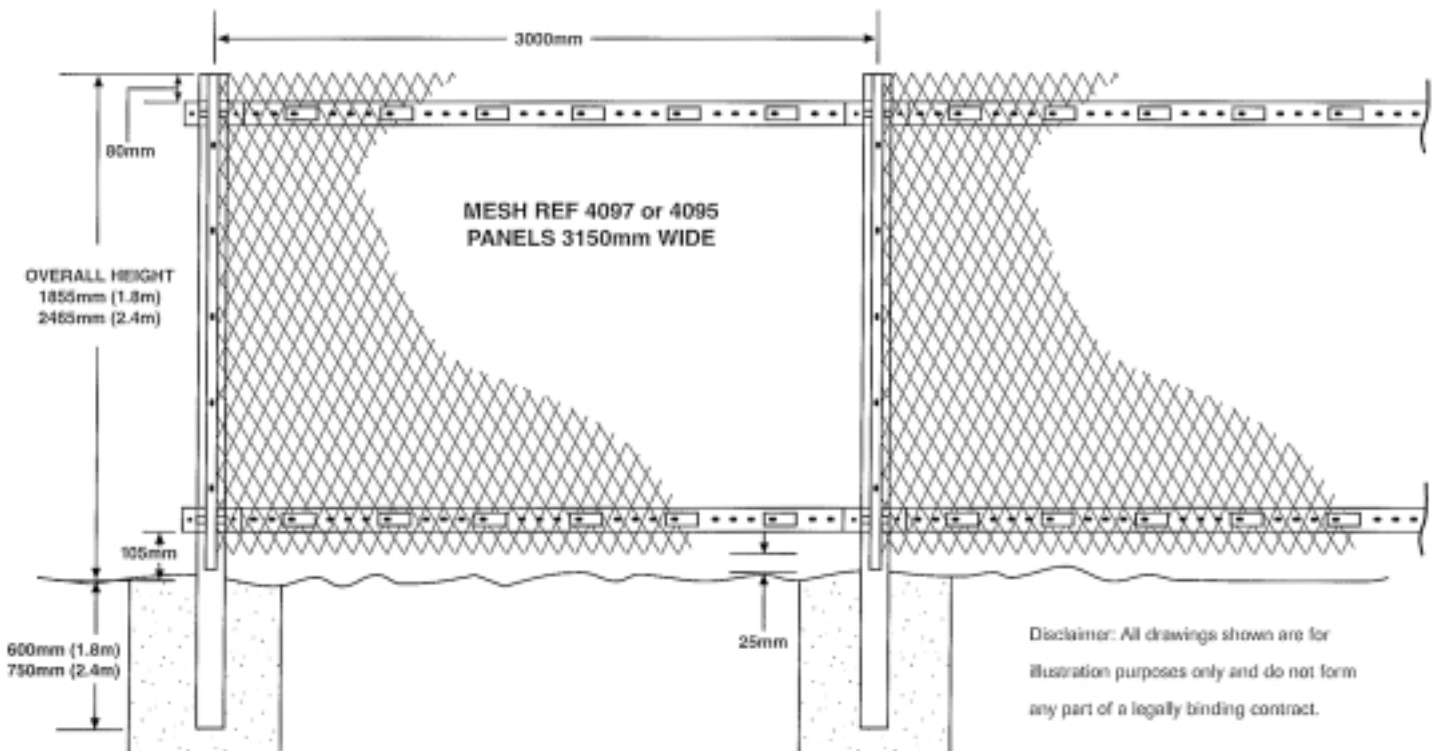 3000mm
80mm
MESH REF 4097 or 4095
PANELS 3150mm WIDE
OVERALL HEIGHT
1855mm (1.8m)
2465mm (2.4m)
105mm
600mm (1.8m)
750mm (2.4m)
25mm
Disclaimer: All drawings shown are for
illustration purposes only and do not form
any part of a legally binding contract.